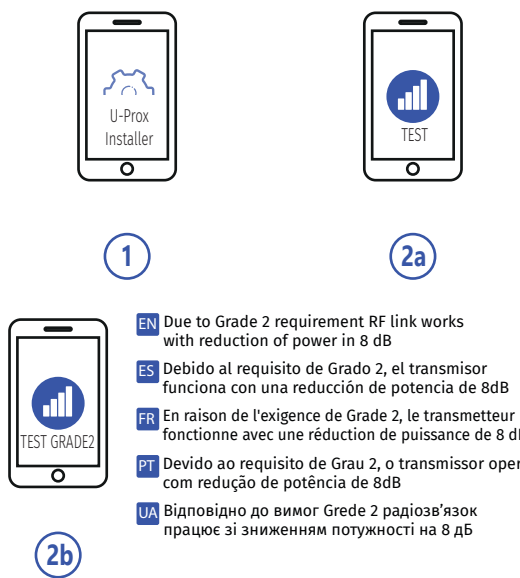 U-Prox
Installer
TEST
1
2a
TEST GRADE2
2b
EN Due to Grade 2 requirement RF link works
with reduction of power in 8 dB
ES Debido al requisito de Grado 2, el transmisor
funciona con una reducción de potencia de 8dB
FR En raison de l'exigence de Grade 2, le transmetteur
fonctionne avec une réduction de puissance de 8
PT Devido ao requisito de Grau 2, o transmissor
com redução de potência de 8dB
UA Відповідно до вимог Grede 2 радіозв'язок
працює зі зниженням потужності на 8 дБ